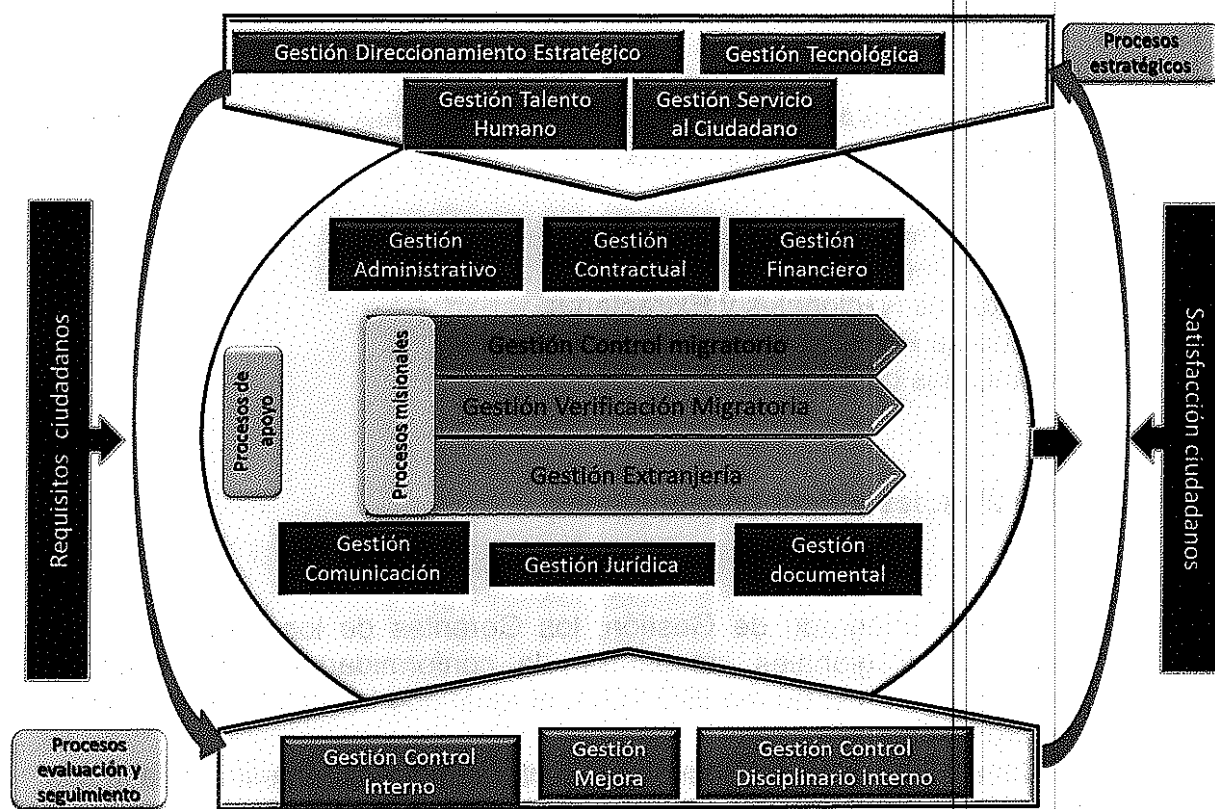 Gestión Direccionamiento Estratégico
Gestión Tecnológica
Procesos
estratégicos
Gestión Talento
Humano
Gestión Servicio
al Ciudadano
Requisitos ciudadanos
Gestión
Administrativo
Gestión
Contractual
Gestión
Financiero
Procesos de
apoyo
Procesos misionales
Gestión Control migratorio
Gestión Verificación Migratoria
Gestión Extranjería
Gestión
Comunicación
Gestión Jurídica
Gestión
documental
Satisfacción ciudadanos
Procesos
evaluación y
seguimiento
Gestión Control
Interno
Gestión
Mejora
Gestión Control
Disciplinario interno